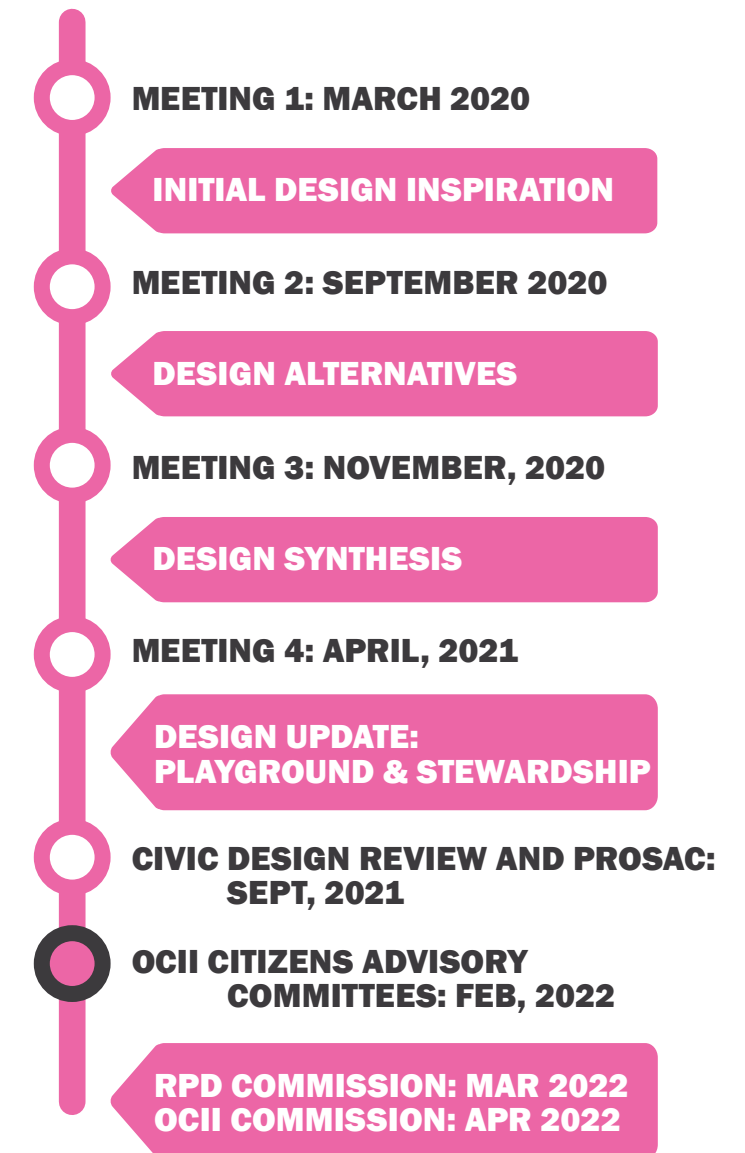 MEETING 1: MARCH 2020
INITIAL DESIGN INSPIRATION
MEETING 2: SEPTEMBER 2020
DESIGN ALTERNATIVES
MEETING 3: NOVEMBER, 2020
DESIGN SYNTHESIS
MEETING 4: APRIL, 2021
DESIGN UPDATE:
PLAYGROUND & STEWARDSHIP
CIVIC DESIGN REVIEW AND PROSAC:
SEPT, 2021
OCII CITIZENS ADVISORY
COMMITTEES: FEB, 2022
RPD COMMISSION: MAR 2022
OCII COMMISSION: APR 2022